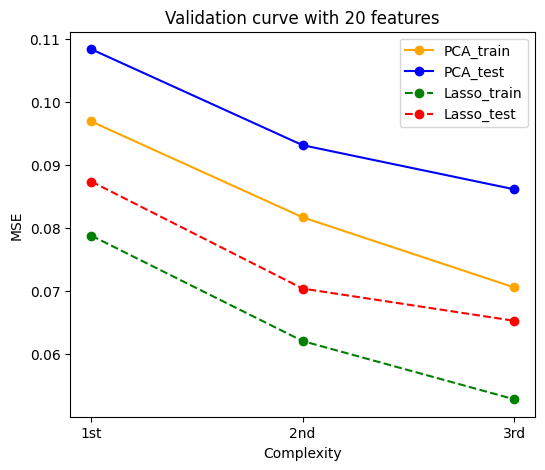 Validation curve with 20 features
0.11
0.10
0.09
0.08
0.07
0.06
MSE
PCA_train
PCA_test
Lasso_train
Lasso_test
1st
2nd
3rd
Complexity